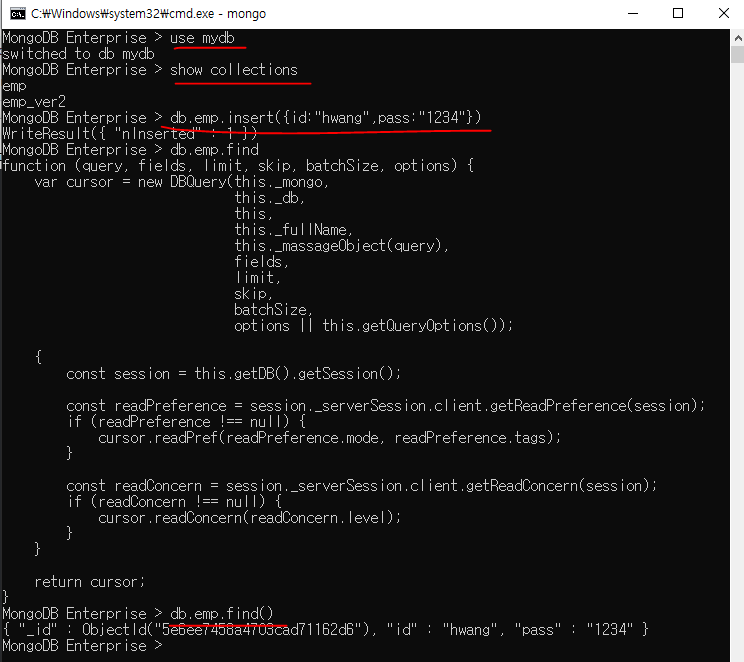 C:₩Windows₩system32₩cmd.exe - mongo
MongoDB Enterprise > use mydb
switched to db mydb
MongoDB Enterprise > show collections
emp
emp_ver2
MongoDB Enterprise > db.emp.insert({id:"hwang",pass:"1234"})
WriteResult({ "nInserted" : 1 })
MongoDB Enterprise > db.emp.find
function (query, fields, limit, skip, batchSize, options) {
    var cursor = new DBQuery(this._mongo,
                             this._db,
                             this,
                             this._fullName,
                             this._massageObject(query),
                             fields,
                             limit,
                             skip,
                             batchSize,
                             options || this.getQueryOptions());
    {
        const session = this.getDB().getSession();
        const readPreference = session._serverSession.client.getReadPreference(session);
        if (readPreference !== null) {
            cursor.readPref(readPreference.mode, readPreference.tags);
        }
        const readConcern = session._serverSession.client.getReadConcern(session);
        if (readConcern !== null) {
            cursor.readConcern(readConcern.level);
        }
    }
    return cursor;
}
MongoDB Enterprise > db.emp.find()
{ "_id" : ObjectId("5e6ee7458a4703cad71162d6"), "id" : "hwang", "pass" : "1234" }
MongoDB Enterprise >